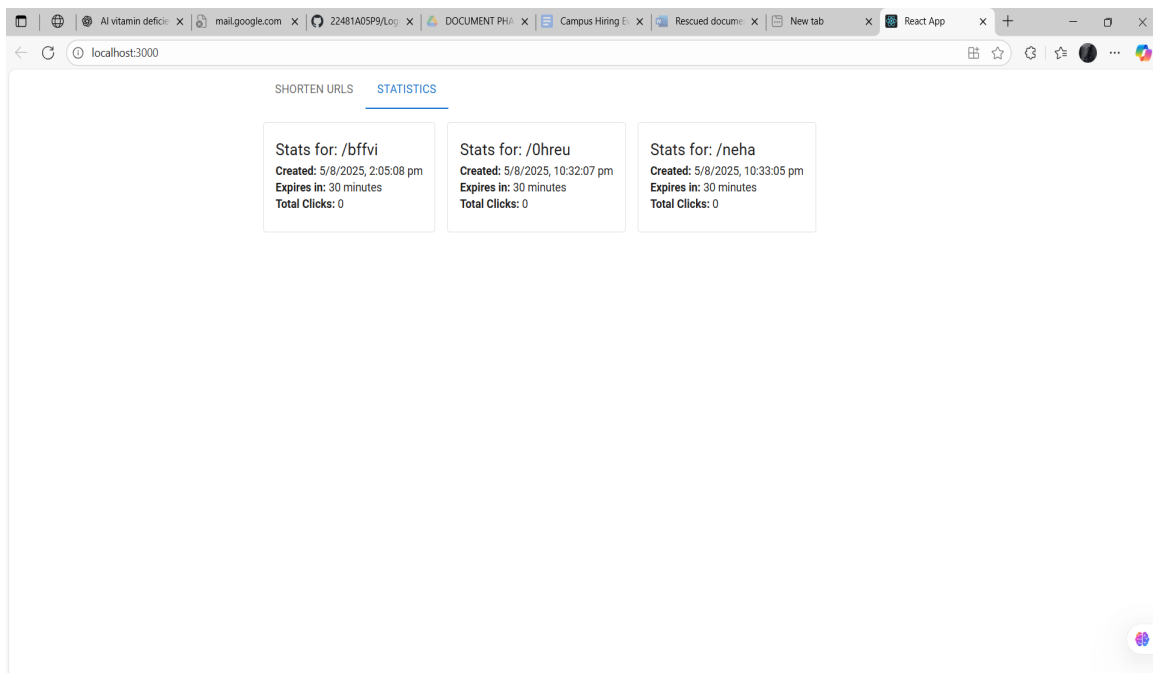 AI vitamin deficie
mail.google.com
22481A05P9/Log
DOCUMENT PHA
Campus Hiring Ev
Rescued docume
New tab
React App
localhost:3000
SHORTEN URLS
STATISTICS
Stats for: /bffvi
Created: 5/8/2025, 2:05:08 pm
Expires in: 30 minutes
Total Clicks: 0
Stats for: /0hreu
Created: 5/8/2025, 10:32:07 pm
Expires in: 30 minutes
Total Clicks: 0
Stats for: /neha
Created: 5/8/2025, 10:33:05 pm
Expires in: 30 minutes
Total Clicks: 0